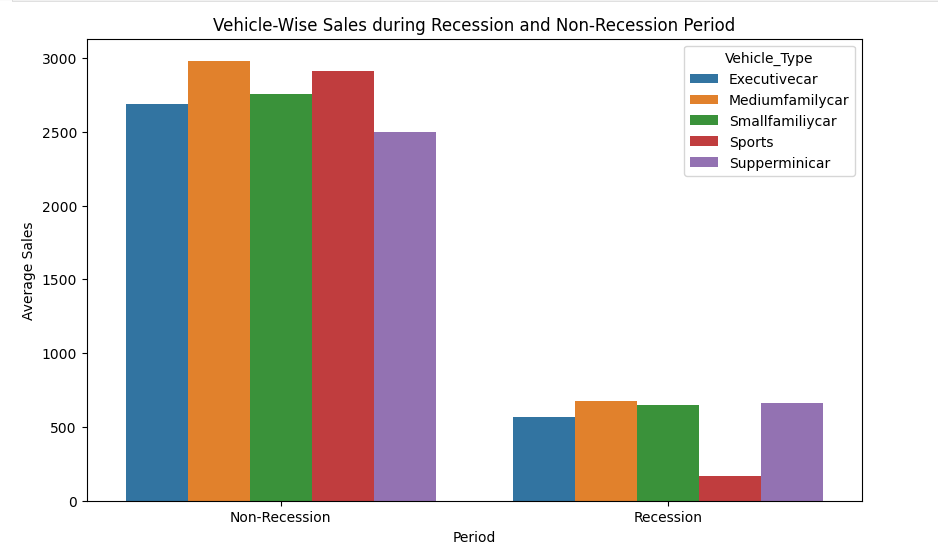 Vehicle-Wise Sales during Recession and Non-Recession Period
Vehicle_Type
Executivecar
Mediumfamilycar
Smallfamiliycar
Sports
Supperminicar
3000
2500
2000
1500
1000
500
0
Average Sales
Non-Recession
Recession
Period